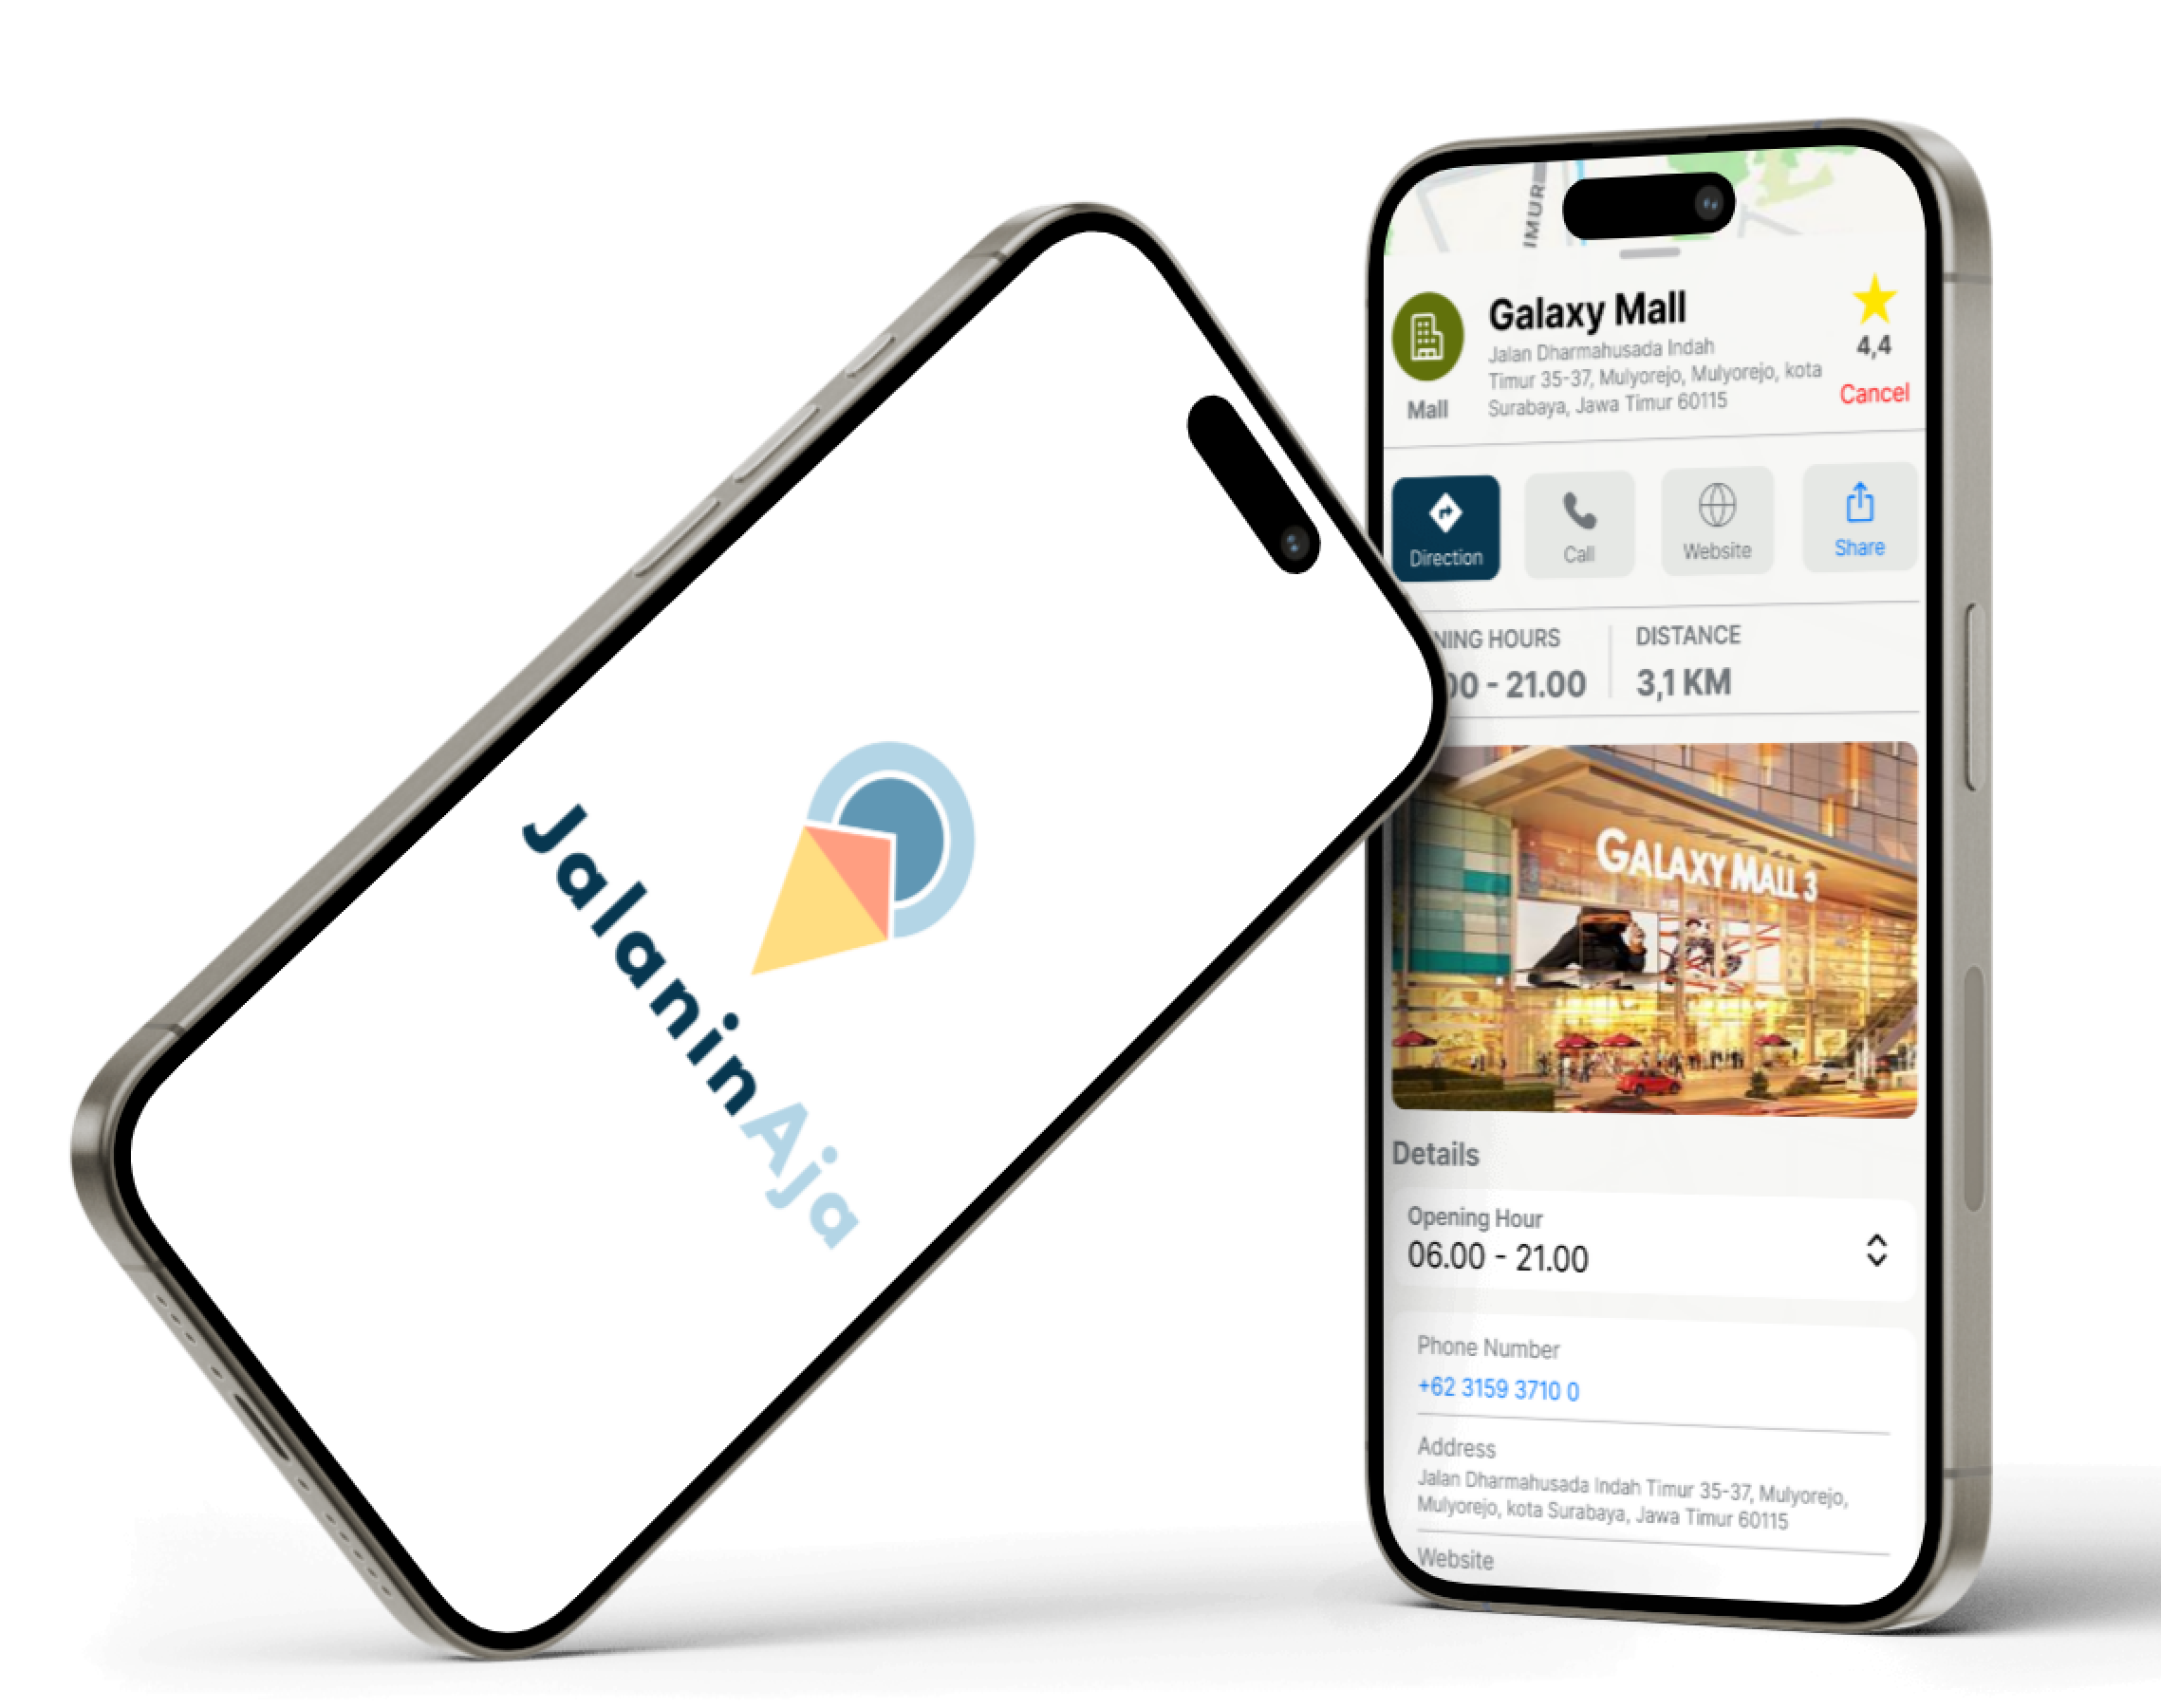 JalaninAja
IMUR
Galaxy Mall
Jalan Dharmahusada Indah
Timur 35-37, Mulyorejo, Mulyorejo, kota
Surabaya, Jawa Timur 60115
Mall
4,4
Cancel
Direction
Call
Website
Share
NING HOURS
00 - 21.00
DISTANCE
3,1 KM
GALAXY MALL 3
Details
Opening Hour
06.00 - 21.00
Phone Number
+62 3159 3710 0
Address
Jalan Dharmahusada Indah Timur 35-37, Mulyorejo,
Mulyorejo, kota Surabaya, Jawa Timur 60115
Website